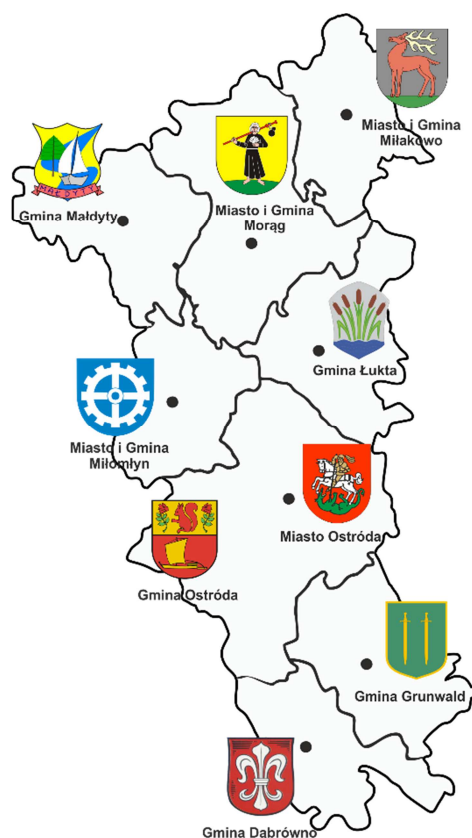 Miasto i Gmina
Miłakowo
Gmina Małdyty
MAŁDYTY
Miasto i Gmina
Morąg
Gmina Łukta
Miasto i Gmina
Miłomłyn
Miasto Ostróda
Gmina Ostróda
Gmina Grunwald
Gmina Dąbrówno